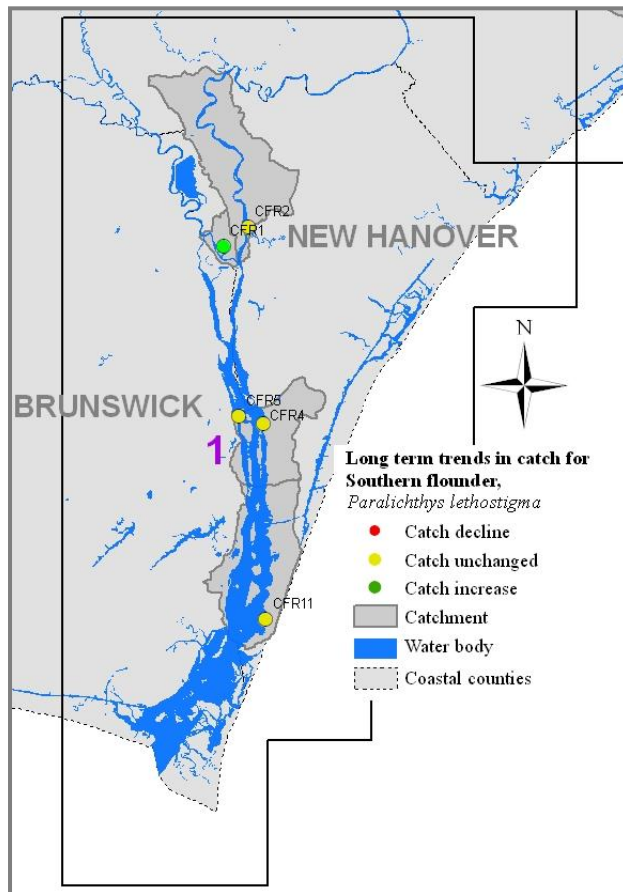 CFR2
CFR1
NEW HANOVER
N
BRUNSWICK
CFR5
CFR4
1
Long term trends in catch for
Southern flounder,
Paralichthys lethostigma
Catch decline
Catch unchanged
Catch increase
CFR11
Catchment
Water body
Coastal counties